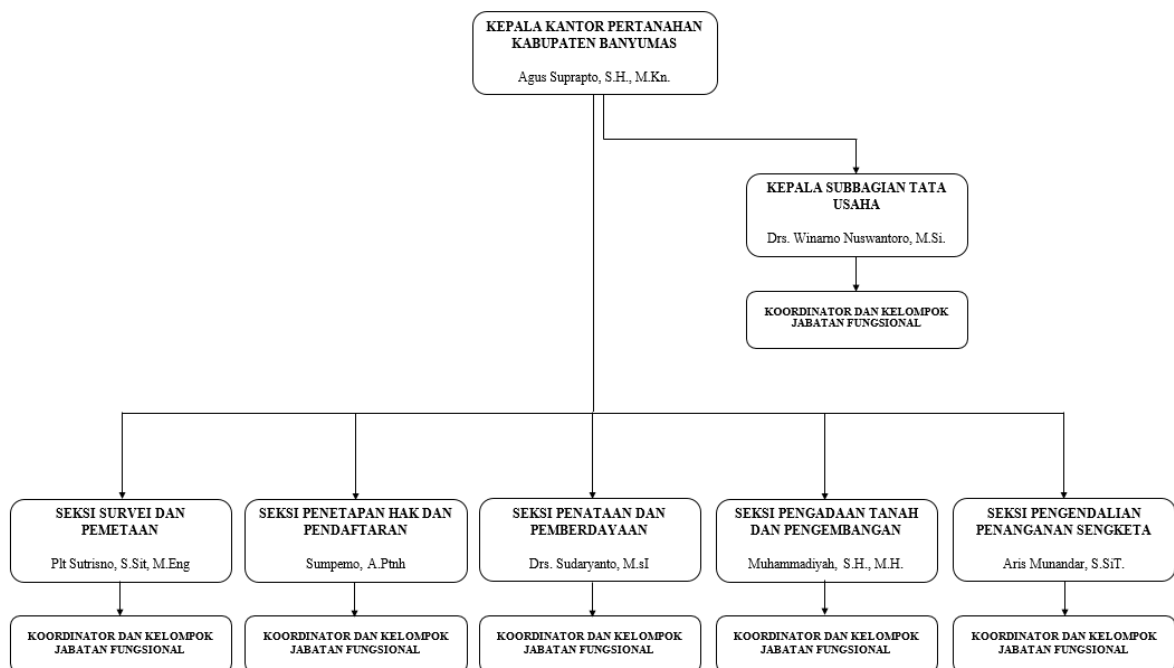 KEPALA KANTOR PERTANAHAN
KABUPATEN BANYUMAS
Agus Suprapto, S.H., M.Kn.
KEPALA SUBBAGIAN TATA
USAHA
Drs. Winarno Nuswantoro, M.Si.
KOORDINATOR DAN KELOMPOK
JABATAN FUNGSIONAL
SEKSI SURVEI DAN
PEMETAAN
Plt Sutrisno, S.Sit, M.Eng
SEKSI PENETAPAN HAK DAN
PENDAFTARAN
Sumpemo, A.Ptnh
SEKSI PENATAAN DAN
PEMBERDAYAAN
Drs. Sudaryanto, M.sI
SEKSI PENGADAAN TANAH
DAN PENGEMBANGAN
Muhammadiyah, S.H., M.H.
SEKSI PENGENDALIAN
PENANGANAN SENGKETA
Aris Munandar, S.SiT.
KOORDINATOR DAN KELOMPOK
JABATAN FUNGSIONAL
KOORDINATOR DAN KELOMPOK
JABATAN FUNGSIONAL
KOORDINATOR DAN KELOMPOK
JABATAN FUNGSIONAL
KOORDINATOR DAN KELOMPOK
JABATAN FUNGSIONAL
KOORDINATOR DAN KELOMPOK
JABATAN FUNGSIONAL